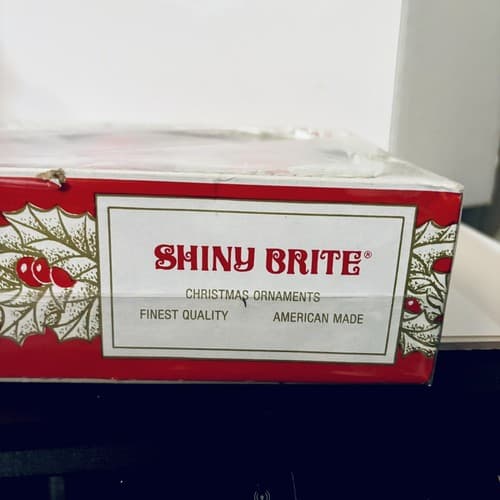 SHINY BRITE®
CHRISTMAS ORNAMENTS
FINEST QUALITY AMERICAN MADE